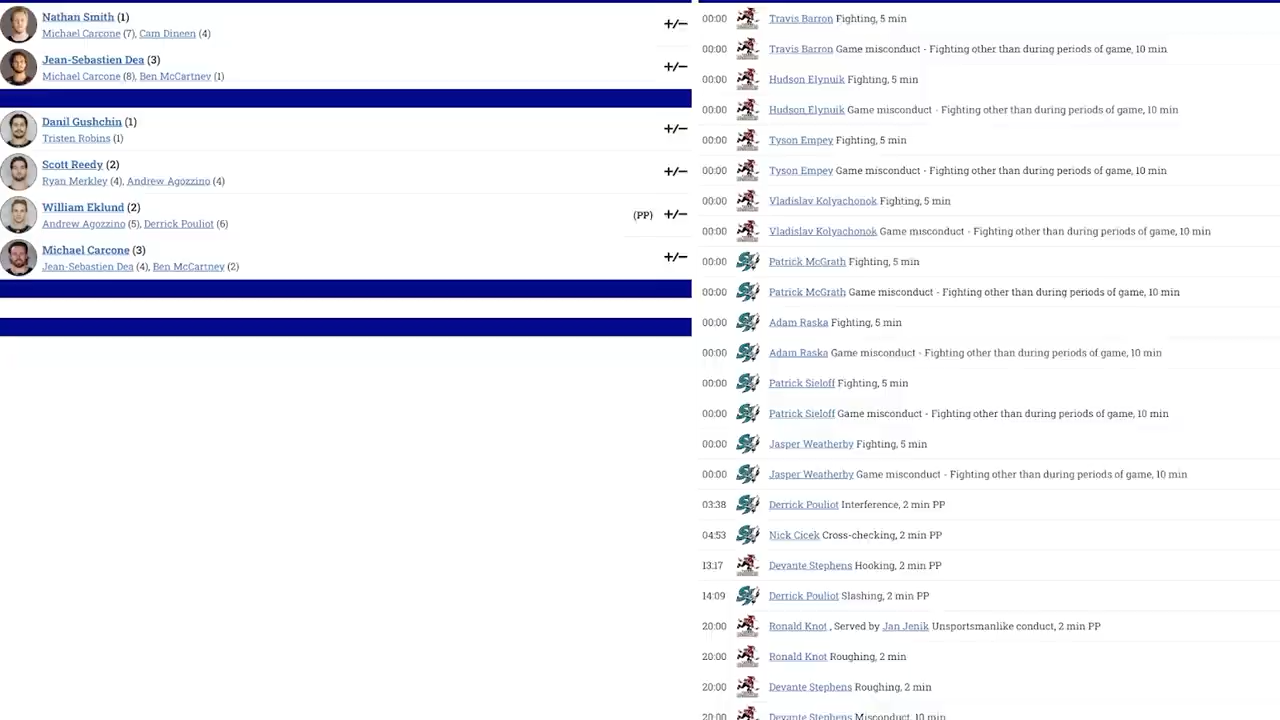 Nathan Smith (1)
Michael Carcone (7), Cam Dineen (4)
+/−
Jean-Sebastien Dea (3)
Michael Carcone (8), Ben McCartney (1)
+/−
Danil Gushchin (1)
Tristen Robins (1)
+/−
Scott Reedy (2)
Ryan Merkley (4), Andrew Agozzino (4)
+/−
William Eklund (2)
Andrew Agozzino (5), Derrick Pouliot (6)
(PP) +/−
Michael Carcone (3)
Jean-Sebastien Dea (4), Ben McCartney (2)
+/−
00:00 Travis Barron Fighting, 5 min
00:00 Travis Barron Game misconduct - Fighting other than during periods of game, 10 min
00:00 Hudson Elynuik Fighting, 5 min
00:00 Hudson Elynuik Game misconduct - Fighting other than during periods of game, 10 min
00:00 Tyson Empey Fighting, 5 min
00:00 Tyson Empey Game misconduct - Fighting other than during periods of game, 10 min
00:00 Vladislav Kolyachonok Fighting, 5 min
00:00 Vladislav Kolyachonok Game misconduct - Fighting other than during periods of game, 10 min
00:00 Patrick McGrath Fighting, 5 min
00:00 Patrick McGrath Game misconduct - Fighting other than during periods of game, 10 min
00:00 Adam Raska Fighting, 5 min
00:00 Adam Raska Game misconduct - Fighting other than during periods of game, 10 min
00:00 Patrick Sieloff Fighting, 5 min
00:00 Patrick Sieloff Game misconduct - Fighting other than during periods of game, 10 min
00:00 Jasper Weatherby Fighting, 5 min
00:00 Jasper Weatherby Game misconduct - Fighting other than during periods of game, 10 min
03:38 Derrick Pouliot Interference, 2 min PP
04:53 Nick Cicek Cross-checking, 2 min PP
13:17 Devante Stephens Hooking, 2 min PP
14:09 Derrick Pouliot Slashing, 2 min PP
20:00 Ronald Knot , Served by Jan Jenik Unsportsmanlike conduct, 2 min PP
20:00 Ronald Knot Roughing, 2 min
20:00 Devante Stephens Roughing, 2 min
20:00 Devante Stephens Misconduct, 10 min